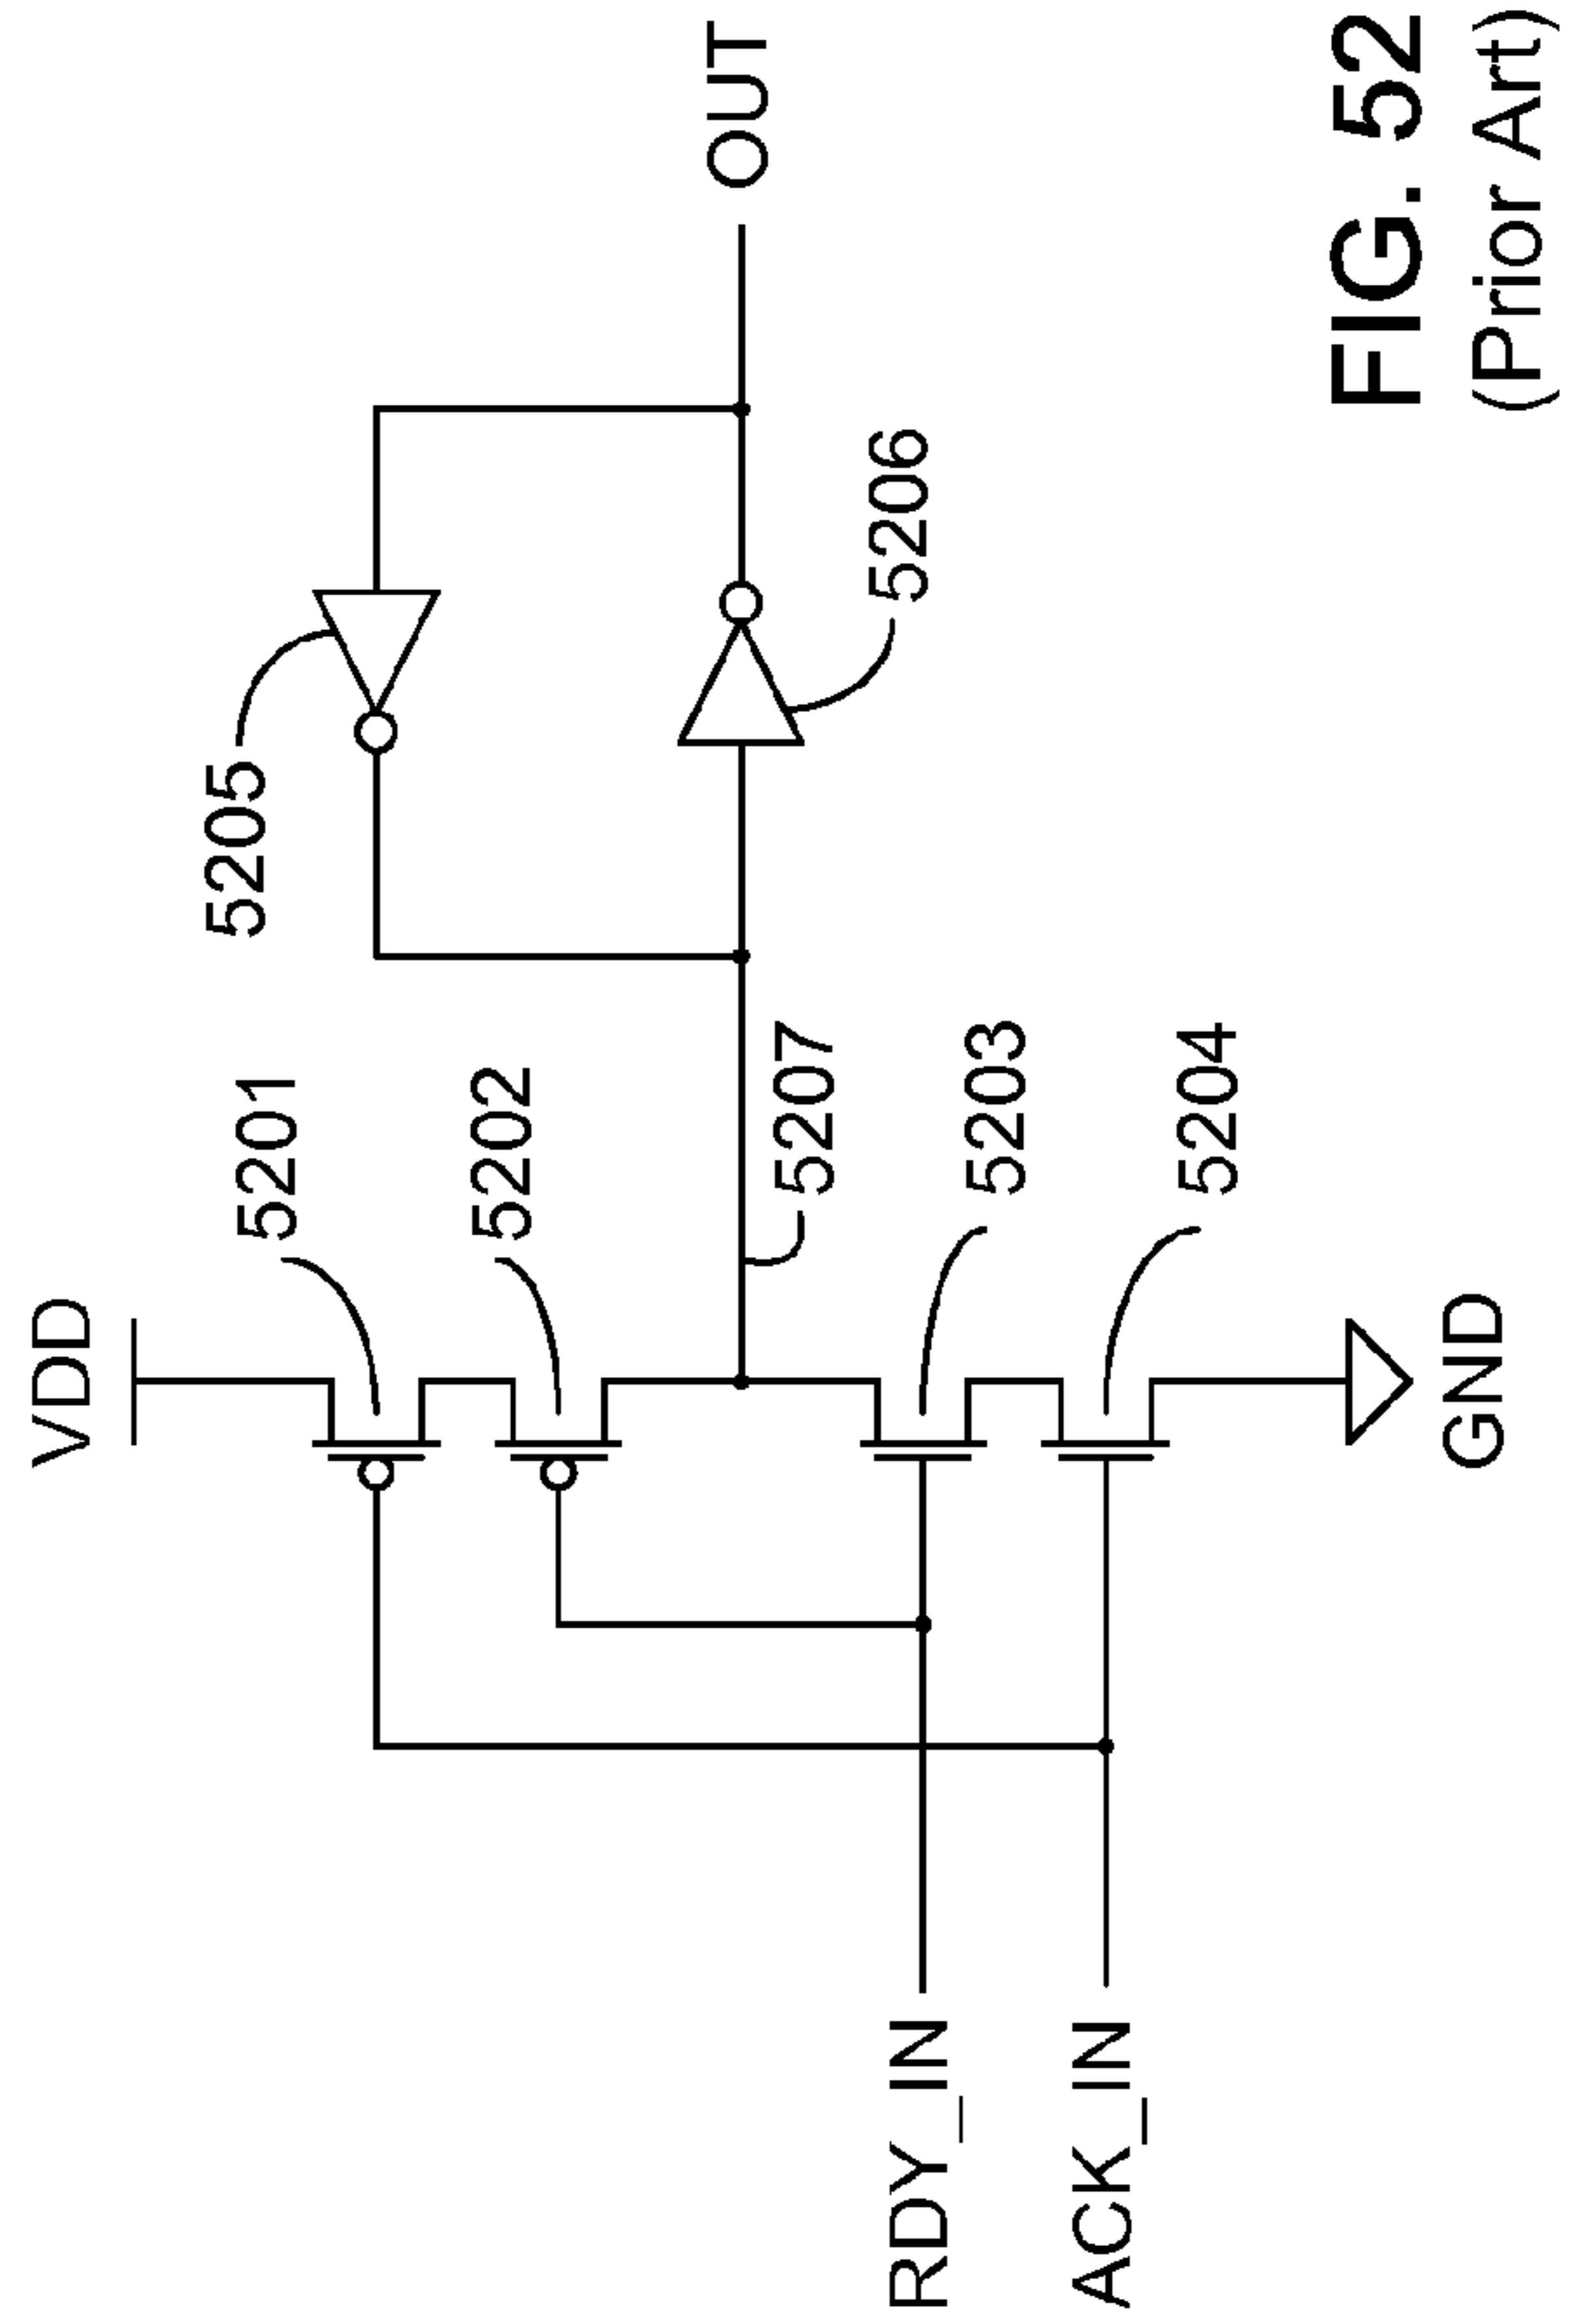 VDD
5201
5205
5202
5207
OUT
RDY_IN
5203
5206
ACK_IN
5204
GND
FIG. 52
(Prior Art)